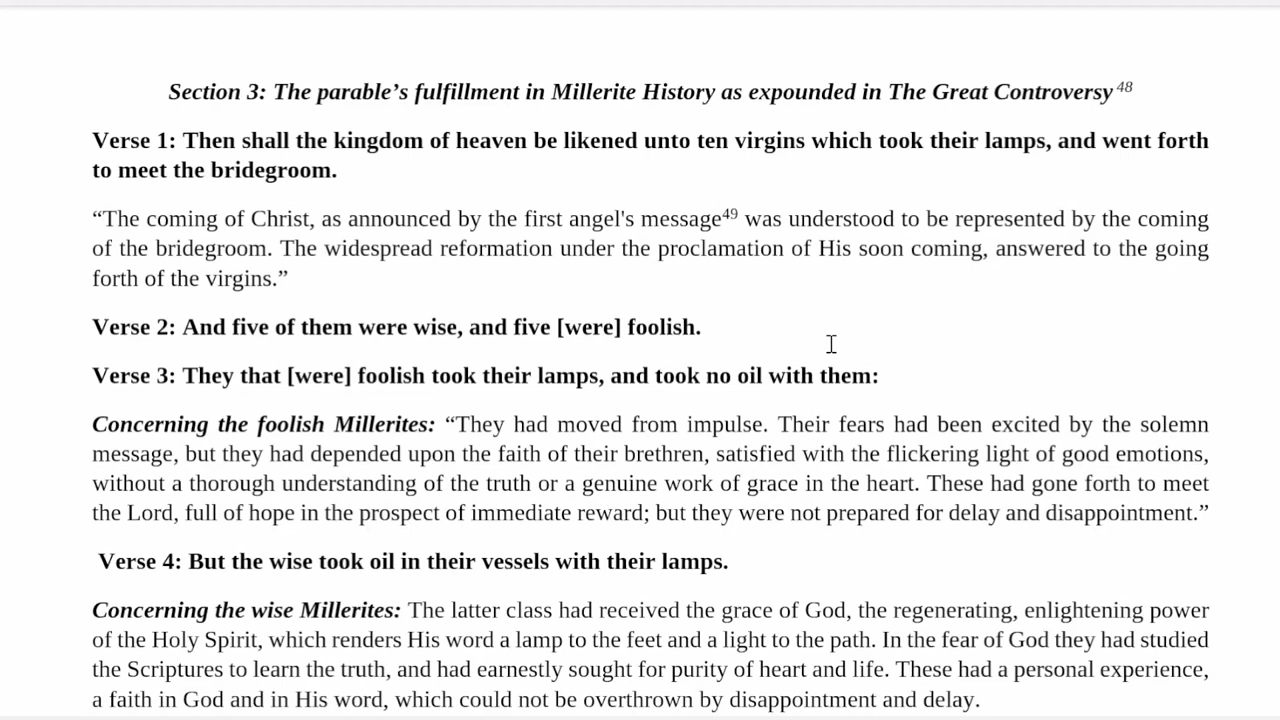 Section 3: The parable’s fulfillment in Millerite History as expounded in The Great Controversy 48
Verse 1: Then shall the kingdom of heaven be likened unto ten virgins which took their lamps, and went forth
to meet the bridegroom.
“The coming of Christ, as announced by the first angel's message49 was understood to be represented by the coming
of the bridegroom. The widespread reformation under the proclamation of His soon coming, answered to the going
forth of the virgins.”
Verse 2: And five of them were wise, and five [were] foolish.
Verse 3: They that [were] foolish took their lamps, and took no oil with them:
Concerning the foolish Millerites: “They had moved from impulse. Their fears had been excited by the solemn
message, but they had depended upon the faith of their brethren, satisfied with the flickering light of good emotions,
without a thorough understanding of the truth or a genuine work of grace in the heart. These had gone forth to meet
the Lord, full of hope in the prospect of immediate reward; but they were not prepared for delay and disappointment.”
Verse 4: But the wise took oil in their vessels with their lamps.
Concerning the wise Millerites: The latter class had received the grace of God, the regenerating, enlightening power
of the Holy Spirit, which renders His word a lamp to the feet and a light to the path. In the fear of God they had studied
the Scriptures to learn the truth, and had earnestly sought for purity of heart and life. These had a personal experience,
a faith in God and in His word, which could not be overthrown by disappointment and delay.